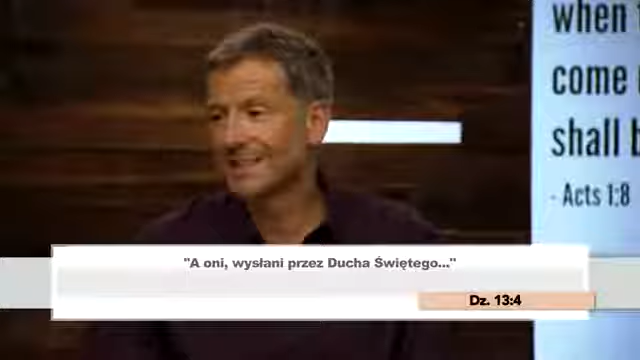 when
come
shall b
- Acts 1:8
"A oni, wysłani przez Ducha Świętego..."
Dz. 13:4